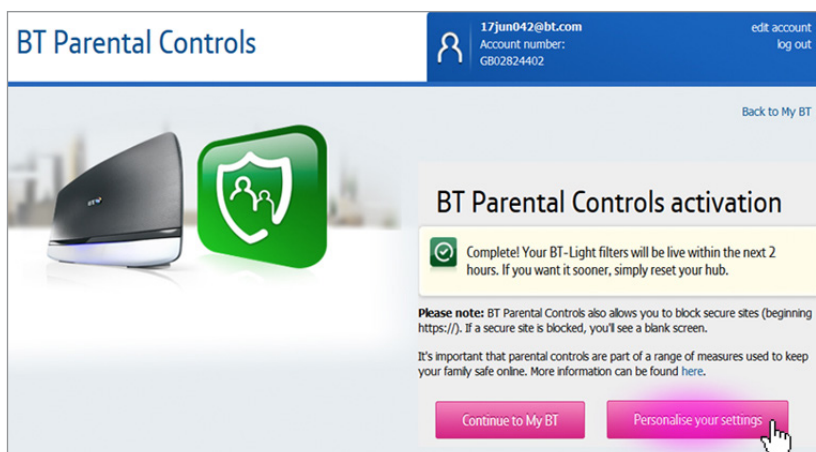 BT Parental Controls
17jun042@bt.com
Account number:
GB02824402
edit account
log out
Back to My BT
BT Parental Controls activation
Complete! Your BT-Light filters will be live within the next 2
hours. If you want it sooner, simply reset your hub.
Please note: BT Parental Controls also allows you to block secure sites (beginning
https://). If a secure site is blocked, you'll see a blank screen.
It's important that parental controls are part of a range of measures used to keep
your family safe online. More information can be found here.
Continue to My BT
Personalise your settings